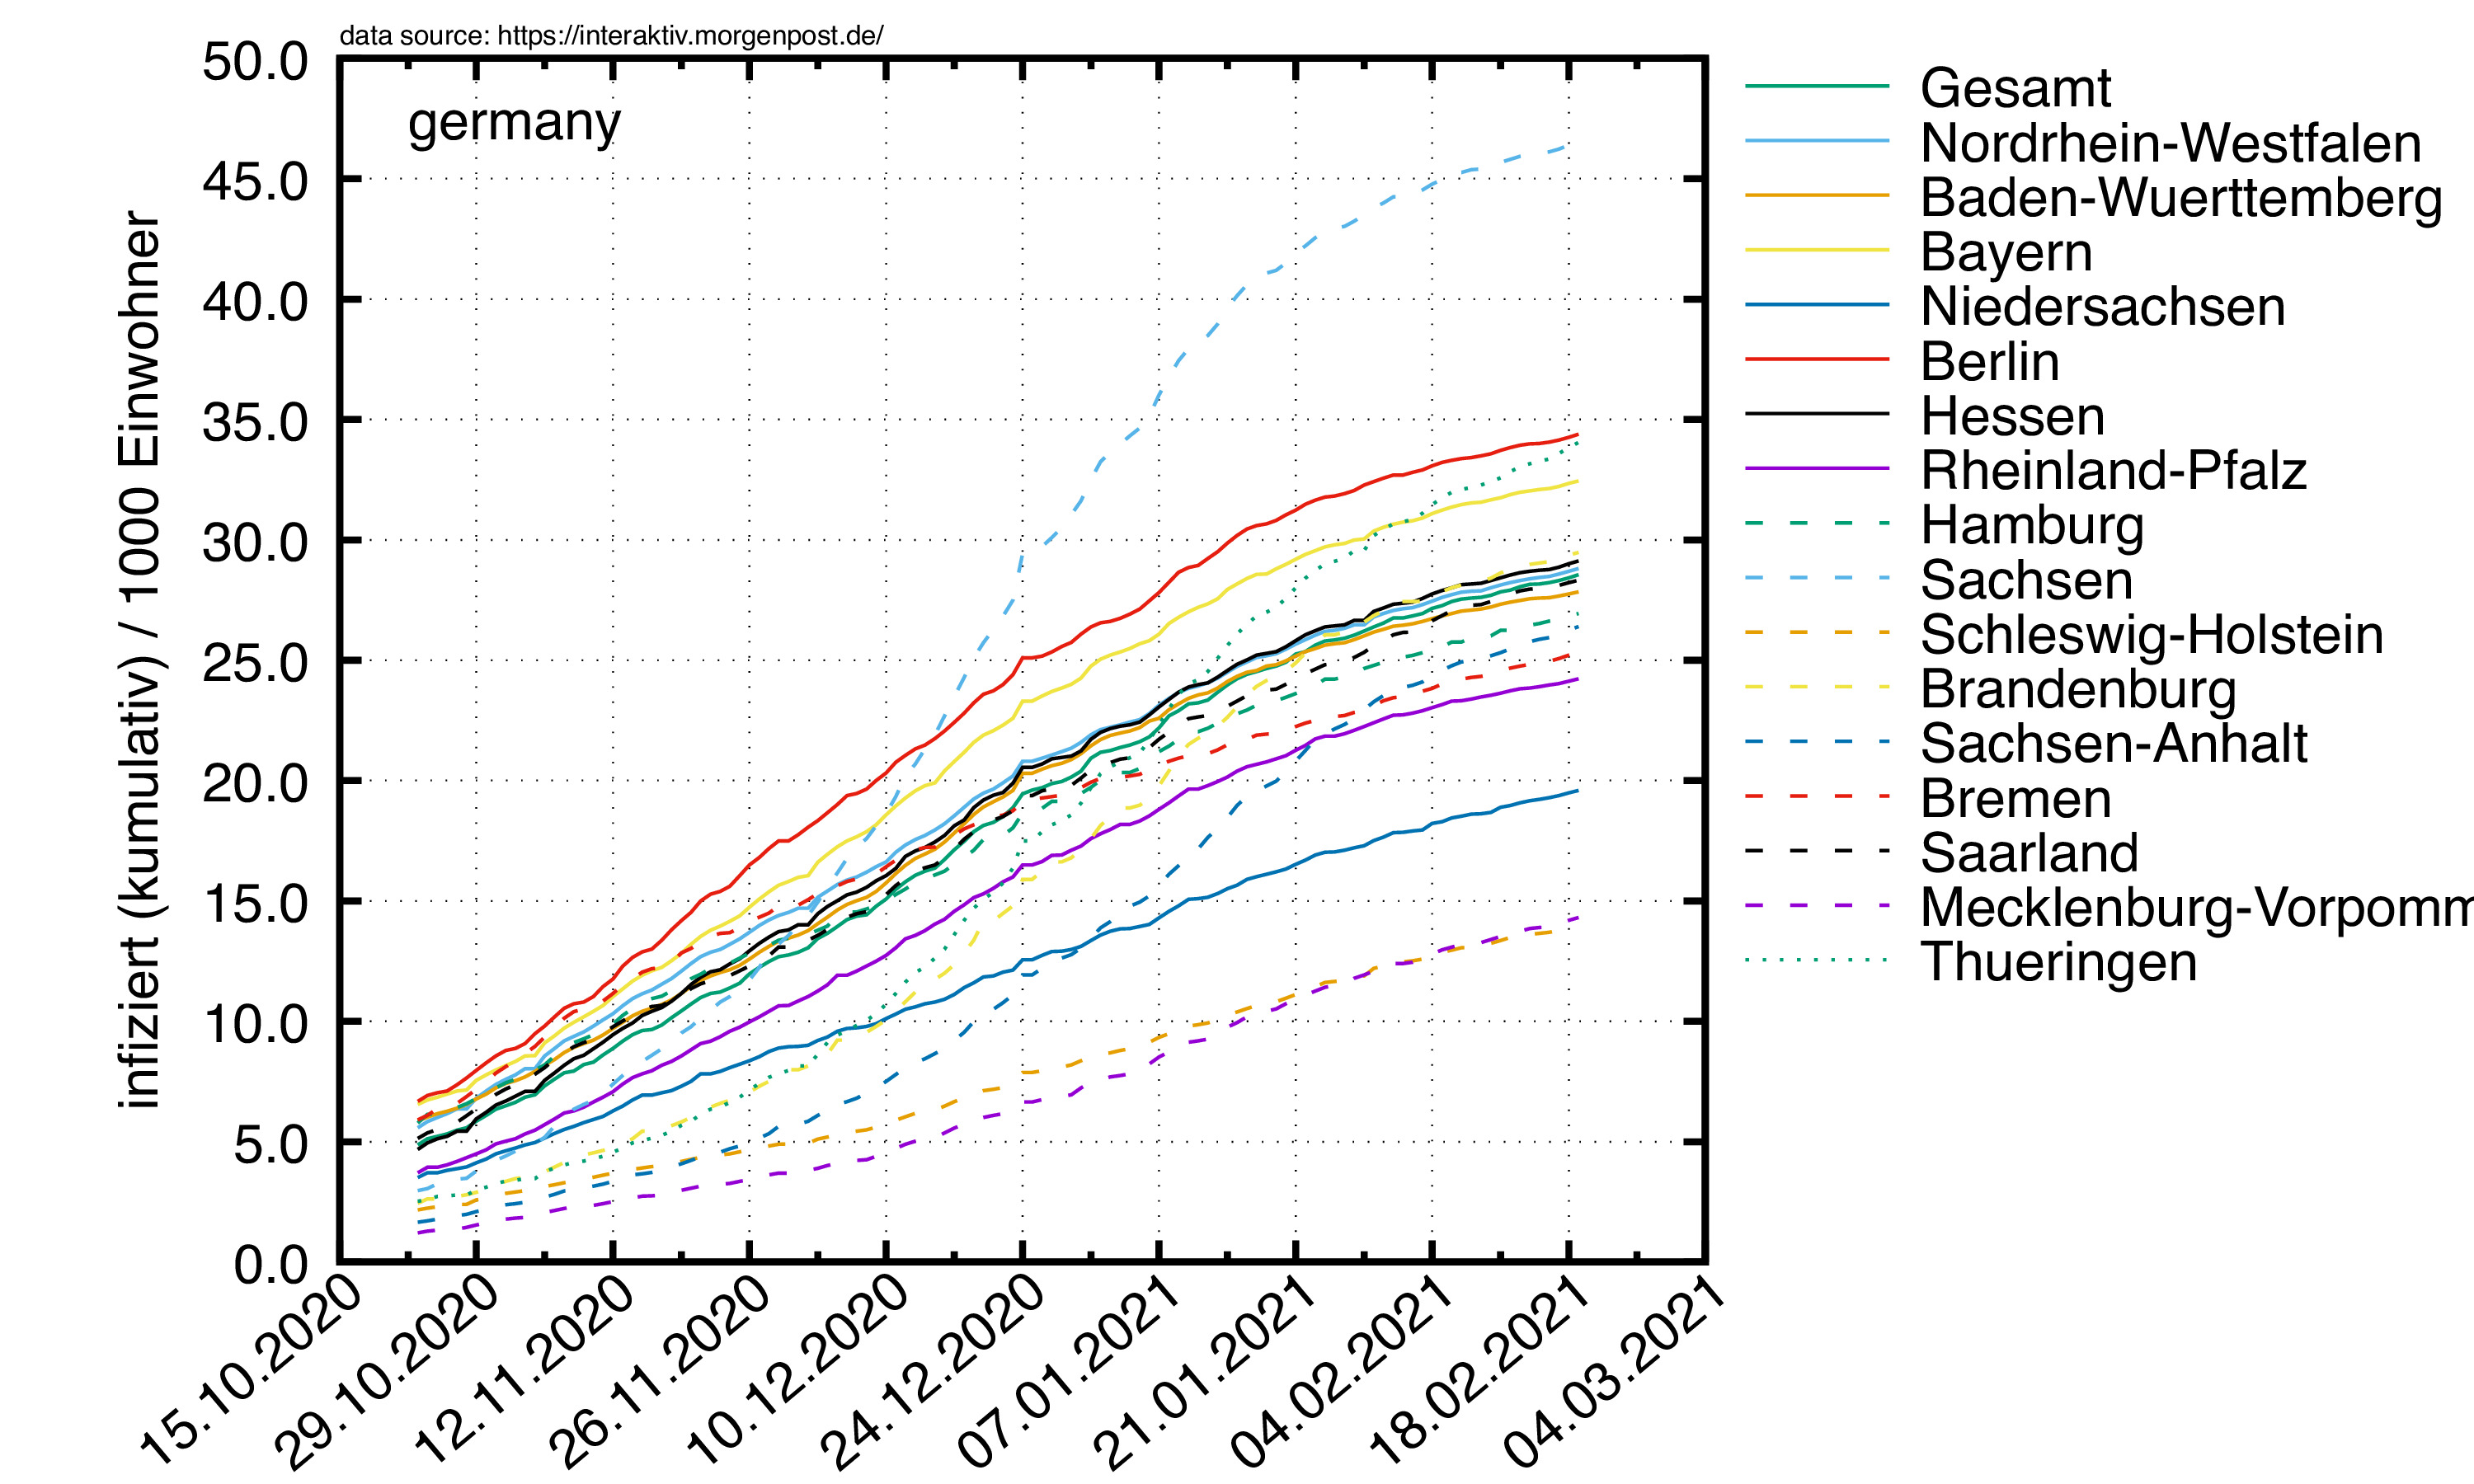 data source: https://interaktiv.morgenpost.de/
germany
infiziert (kumulativ) / 1000 Einwohner
50.0
45.0
40.0
35.0
30.0
25.0
20.0
15.0
10.0
5.0
0.0
15.10.2020
29.10.2020
12.11.2020
26.11.2020
10.12.2020
24.12.2020
07.01.2021
21.01.2021
04.02.2021
18.02.2021
04.03.2021
Gesamt
Nordrhein-Westfalen
Baden-Wuerttemberg
Bayern
Niedersachsen
Berlin
Hessen
Rheinland-Pfalz
Hamburg
Sachsen
Schleswig-Holstein
Brandenburg
Sachsen-Anhalt
Bremen
Saarland
Mecklenburg-Vorpomm
Thueringen